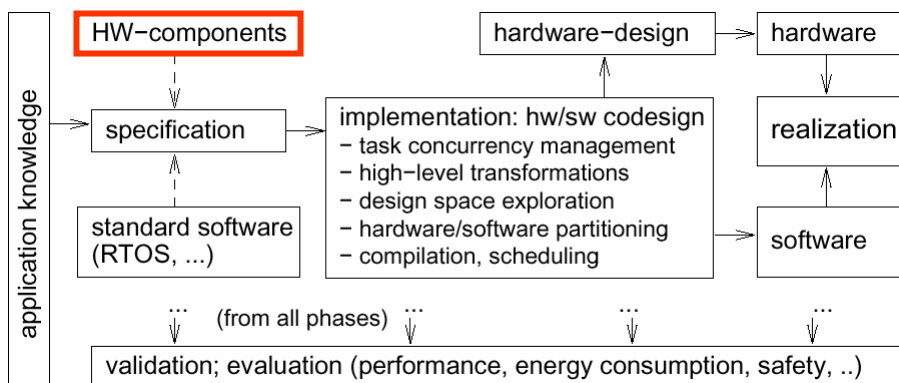 application knowledge
HW−components
specification
standard software
(RTOS, ...)
implementation: hw/sw codesign
− task concurrency management
− high−level transformations
− design space exploration
− hardware/software partitioning
− compilation, scheduling
hardware−design
hardware
realization
software
... (from all phases) ... ... ...
validation; evaluation (performance, energy consumption, safety, ..)